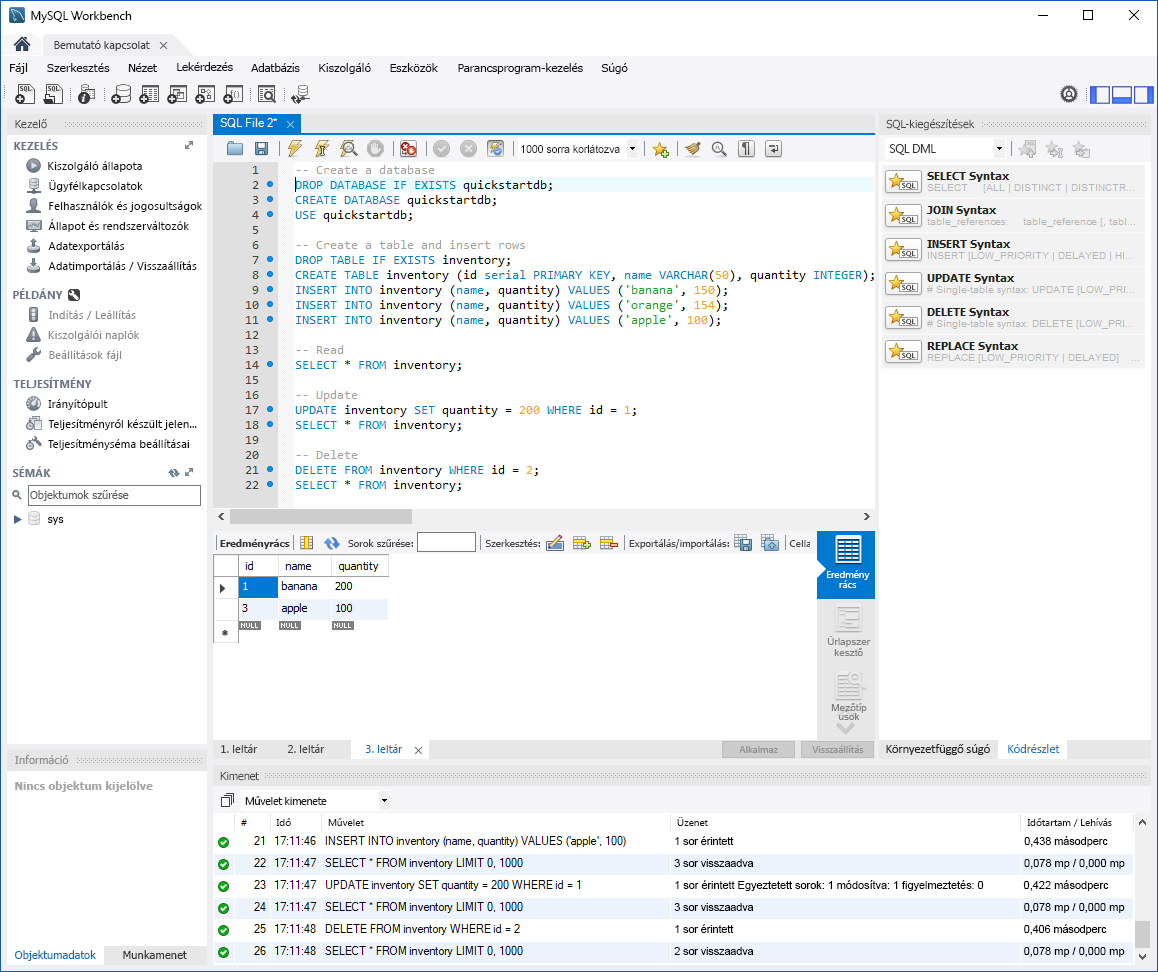 MySQL Workbench
Bemutató kapcsolat
Fájl Szerkesztés Nézet Lekérdezés Adatbázis Kiszolgáló Eszközök Parancsprogram-kezelés Súgó
Kezelő
KEZELÉS
Kiszolgáló állapota
Ügyfélkapcsolatok
Felhasználók és jogosultságok
Állapot és rendszerváltozók
Adatexportálás
Adatimportálás / Visszaállítás
PÉLDÁNY
Indítás / Leállítás
Kiszolgálói naplók
Beállítások fájl
TELJESÍTMÉNY
Irányítópult
Teljesítményről készült jelen...
Teljesítményséma beállításai
SÉMÁK
Objektumok szűrése
sys
Információ
Nincs objektum kijelölve
Objektumadatok Munkamenet
SQL File 2*
1000 sorra korlátozva
1 -- Create a database
2 DROP DATABASE IF EXISTS quickstartdb;
3 CREATE DATABASE quickstartdb;
4 USE quickstartdb;
5
6 -- Create a table and insert rows
7 DROP TABLE IF EXISTS inventory;
8 CREATE TABLE inventory (id serial PRIMARY KEY, name VARCHAR(50), quantity INTEGER);
9 INSERT INTO inventory (name, quantity) VALUES ('banana', 150);
10 INSERT INTO inventory (name, quantity) VALUES ('orange', 154);
11 INSERT INTO inventory (name, quantity) VALUES ('apple', 100);
12
13 -- Read
14 SELECT * FROM inventory;
15
16 -- Update
17 UPDATE inventory SET quantity = 200 WHERE id = 1;
18 SELECT * FROM inventory;
19
20 -- Delete
21 DELETE FROM inventory WHERE id = 2;
22 SELECT * FROM inventory;
Eredményrács Sorok szűrése: Szerkesztés: Exportálás/importálás: Cella
id name quantity
1 banana 200
3 apple 100
NULL NULL NULL
Eredmény
rács
Űrlapszer
kesztő
Mezőtíp
usok
1. leltár 2. leltár 3. leltár Alkalmaz Visszaállítás
SQL-kiegészítések
SQL DML
SELECT Syntax
SELECT [ALL | DISTINCT | DISTINCTR...
JOIN Syntax
table_references: table_reference [, tabl...
INSERT Syntax
INSERT [LOW_PRIORITY | DELAYED | HI...
UPDATE Syntax
# Single-table syntax: UPDATE [LOW_PRI...
DELETE Syntax
# Single-table syntax: DELETE [LOW_PRI...
REPLACE Syntax
REPLACE [LOW_PRIORITY | DELAYED] ...
Környezetfüggő súgó Kódrészlet
Kimenet
Művelet kimenete
# Idő Művelet Üzenet Időtartam / Lehívás
21 17:11:46 INSERT INTO inventory (name, quantity) VALUES ('apple', 100) 1 sor érintett 0,438 másodperc
22 17:11:47 SELECT * FROM inventory LIMIT 0, 1000 3 sor visszaadva 0,078 mp / 0,000 mp
23 17:11:47 UPDATE inventory SET quantity = 200 WHERE id = 1 1 sor érintett Egyeztetett sorok: 1 módosítva: 1 figyelmeztetés: 0 0,422 másodperc
24 17:11:47 SELECT * FROM inventory LIMIT 0, 1000 3 sor visszaadva 0,078 mp / 0,000 mp
25 17:11:48 DELETE FROM inventory WHERE id = 2 1 sor érintett 0,406 másodperc
26 17:11:48 SELECT * FROM inventory LIMIT 0, 1000 2 sor visszaadva 0,078 mp / 0,000 mp